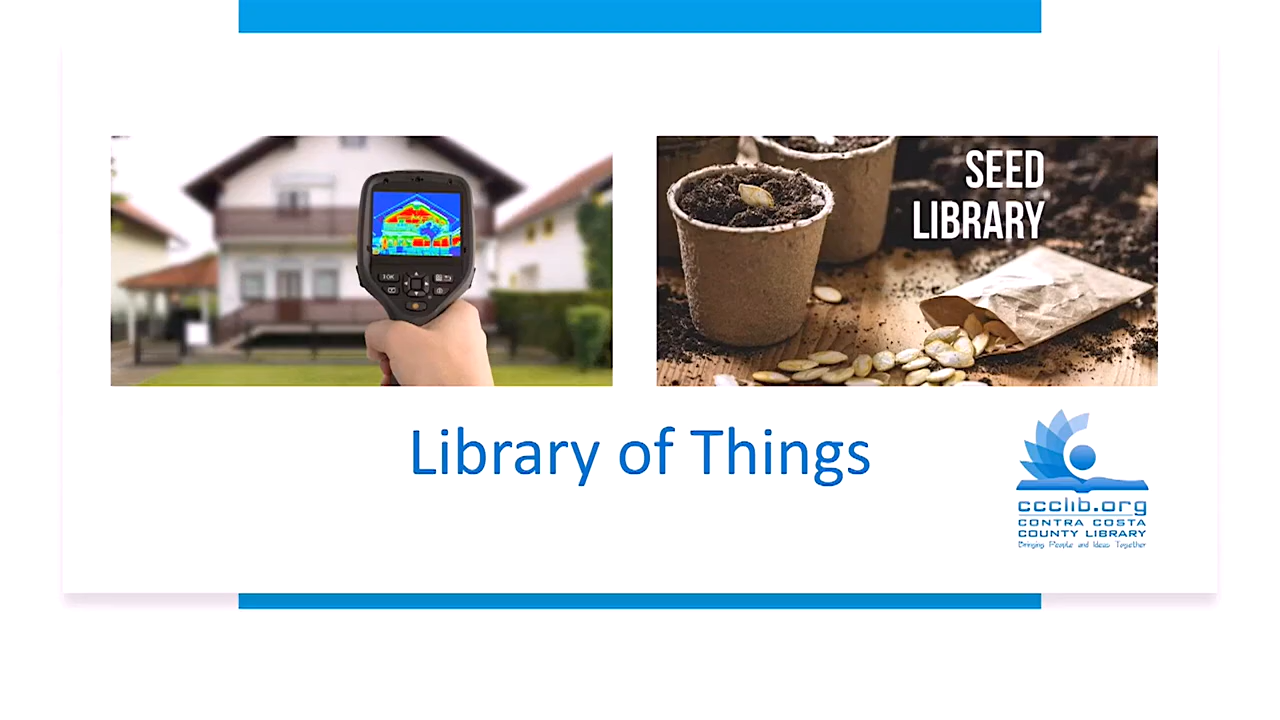 SEED
LIBRARY
Library of Things
ccclib.org
CONTRA COSTA
COUNTY LIBRARY
Bringing People and Ideas Together